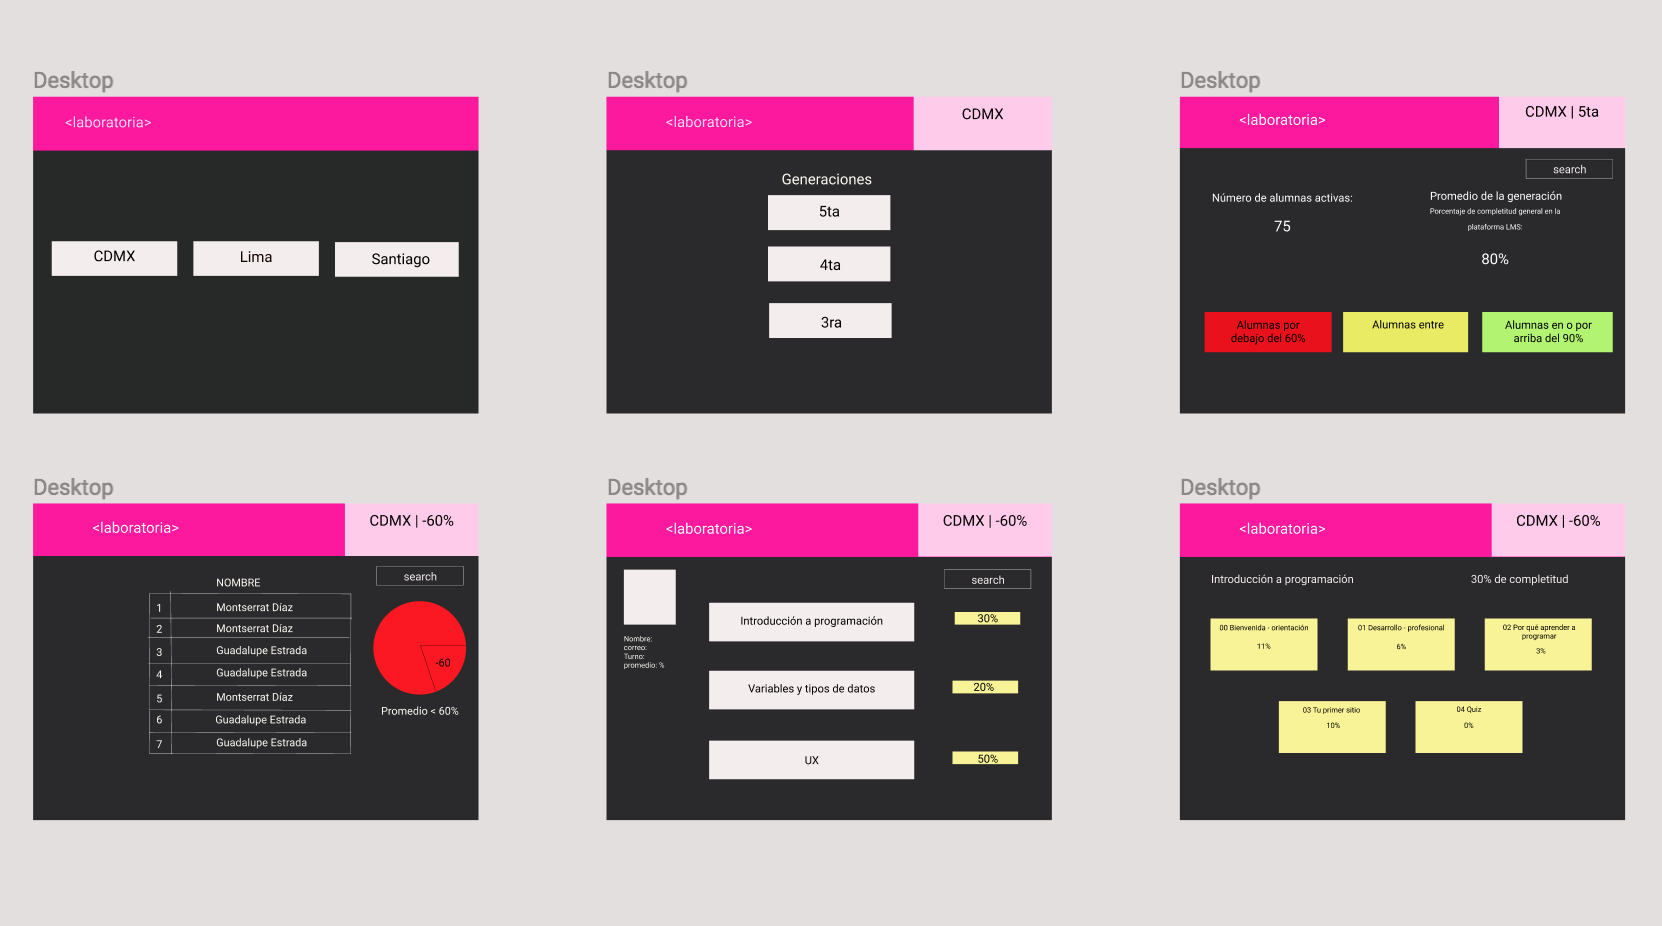 Desktop
<laboratoria>
CDMX
Lima
Santiago
Desktop
<laboratoria>
CDMX
Generaciones
5ta
4ta
3ra
Desktop
<laboratoria>
CDMX | 5ta
search
Número de alumnas activas:
75
Promedio de la generación
Porcentaje de completitud general en la
plataforma LMS:
80%
Alumnas por
debajo del 60%
Alumnas entre
Alumnas en o por
arriba del 90%
Desktop
<laboratoria>
CDMX | -60%
search
NOMBRE
1 Montserrat Díaz
2 Montserrat Díaz
3 Guadalupe Estrada
4 Guadalupe Estrada
5 Montserrat Díaz
6 Guadalupe Estrada
7 Guadalupe Estrada
-60
Promedio < 60%
Desktop
<laboratoria>
CDMX | -60%
search
Nombre:
correo:
Turno:
promedio: %
Introducción a programación
30%
Variables y tipos de datos
20%
UX
50%
Desktop
<laboratoria>
CDMX | -60%
Introducción a programación
30% de completitud
00 Bienvenida - orientación
11%
01 Desarrollo - profesional
6%
02 Por qué aprender a
programar
3%
03 Tu primer sitio
10%
04 Quiz
0%